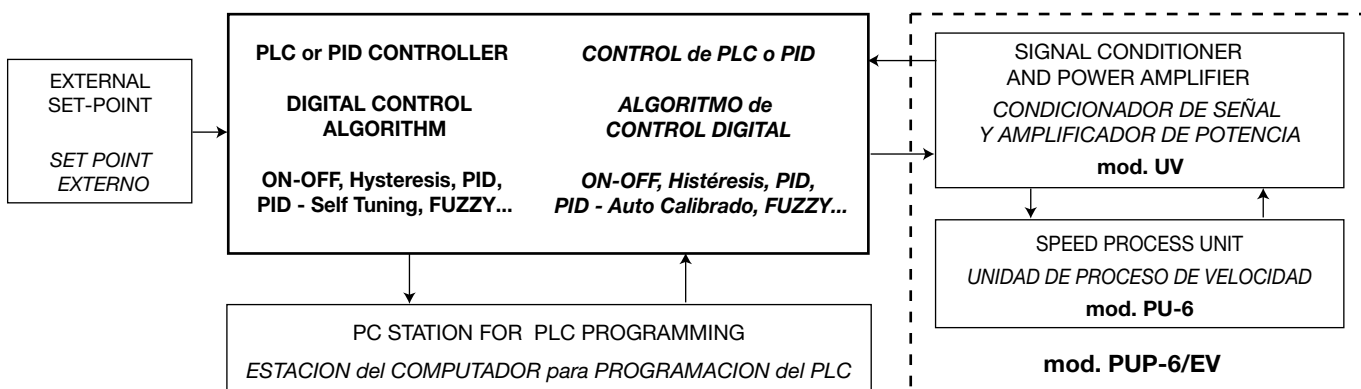 EXTERNAL
SET-POINT
SET POINT
EXTERNO
PLC or PID CONTROLLER
DIGITAL CONTROL
ALGORITHM
ON-OFF, Hysteresis, PID,
PID - Self Tuning, FUZZY...
CONTROL de PLC o PID
ALGORITMO de
CONTROL DIGITAL
ON-OFF, Histéresis, PID,
PID - Auto Calibrado, FUZZY...
SIGNAL CONDITIONER
AND POWER AMPLIFIER
CONDICIONADOR DE SEÑAL
Y AMPLIFICADOR DE POTENCIA
mod. UV
SPEED PROCESS UNIT
UNIDAD DE PROCESO DE VELOCIDAD
mod. PU-6
mod. PUP-6/EV
PC STATION FOR PLC PROGRAMMING
ESTACION del COMPUTADOR para PROGRAMACION del PLC